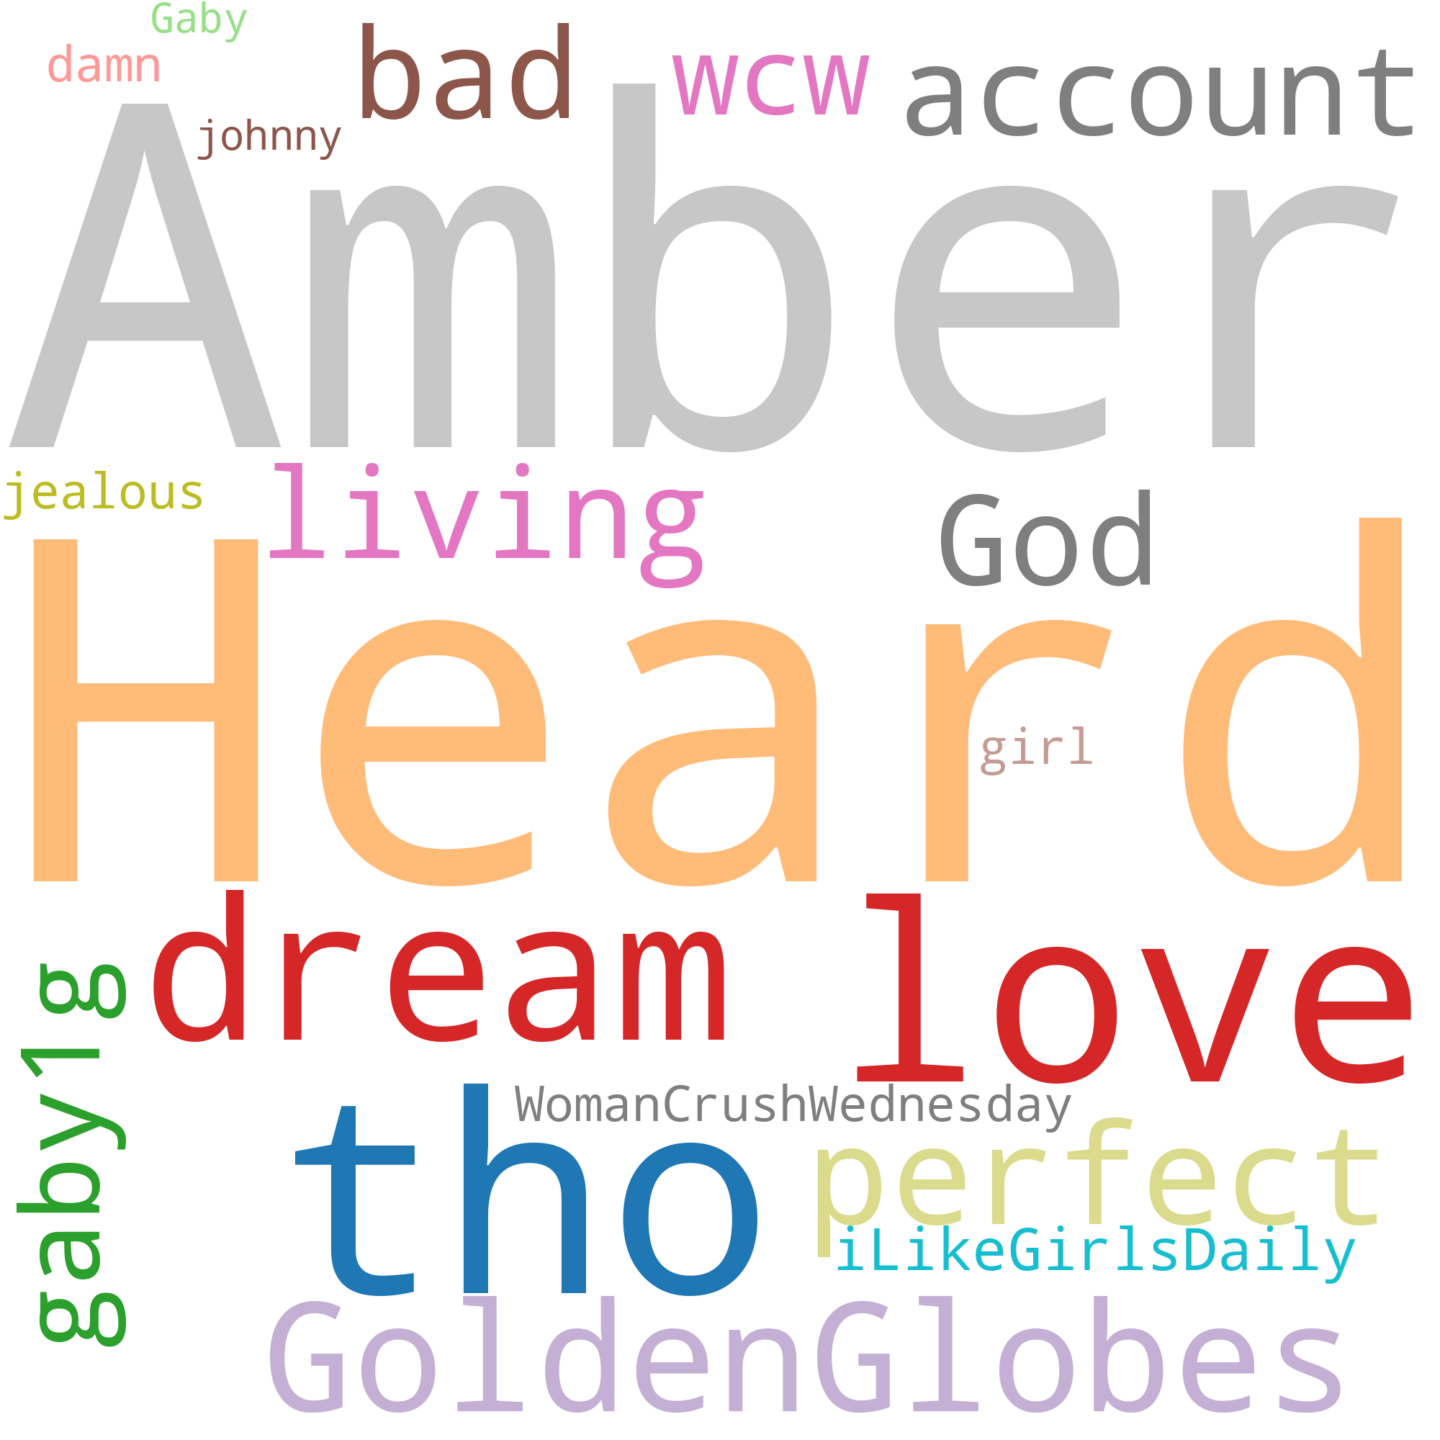 Gaby
damn
bad
wcw
account
johnny
Amber
jealous
living
God
Heard
girl
dream
love
gaby1g
tho
WomanCrushWednesday
perfect
iLikeGirlsDaily
GoldenGlobes